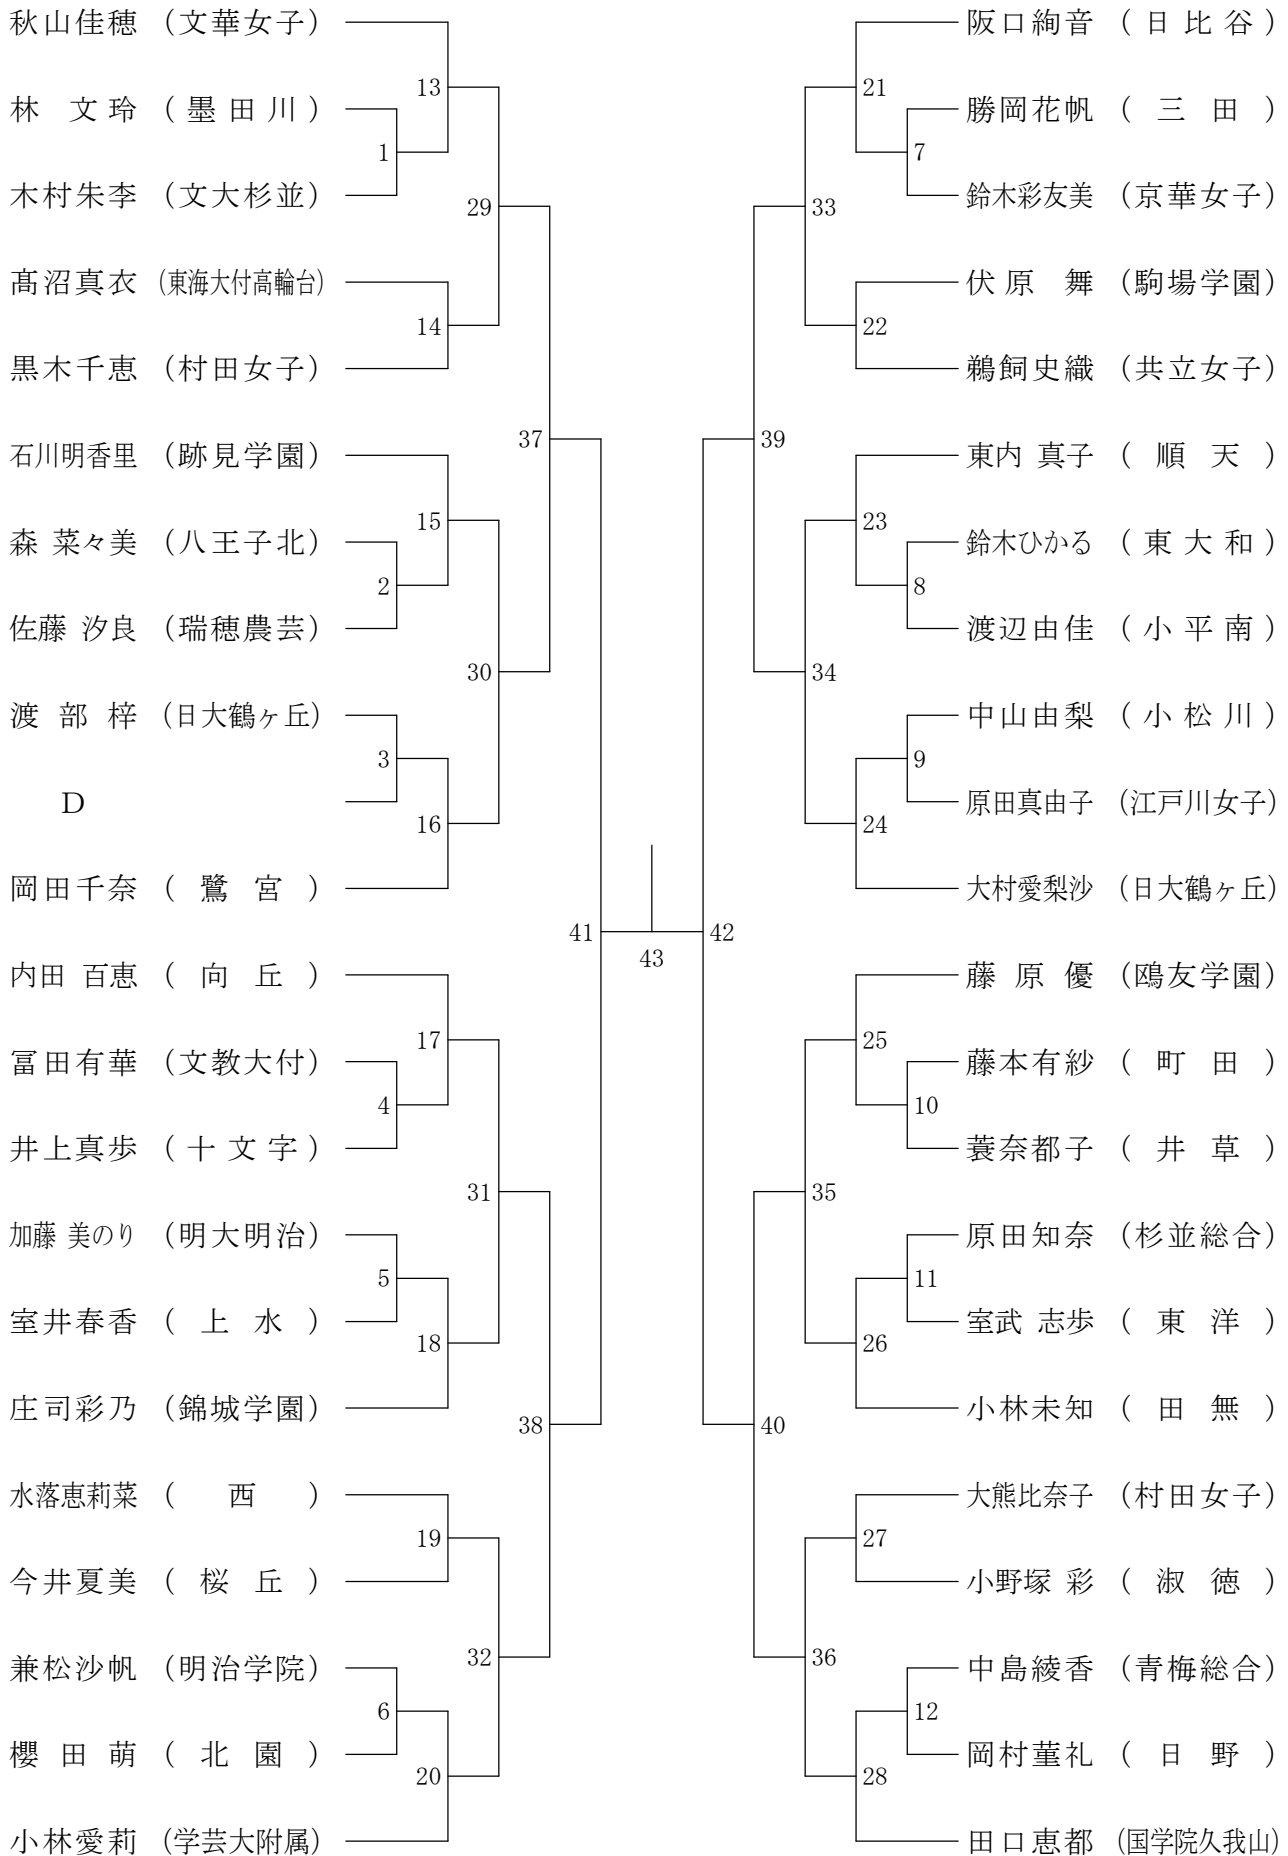 秋山佳穂 (文華女子)
林 文玲 (墨田川)
木村朱李 (文大杉並)
髙沼真衣 (東海大付高輪台)
黒木千恵 (村田女子)
石川明香里 (跡見学園)
森 菜々美 (八王子北)
佐藤 汐良 (瑞穂農芸)
渡部梓 (日大鶴ヶ丘)
D
岡田千奈 (鷺宮)
内田 百恵 (向丘)
冨田有華 (文教大付)
井上真歩 (十文字)
加藤 美のり (明大明治)
室井春香 (上水)
庄司彩乃 (錦城学園)
水落恵莉菜 (西)
今井夏美 (桜丘)
兼松沙帆 (明治学院)
櫻田萌 (北園)
小林愛莉 (学芸大附属)
1
2
3
4
5
6
13
14
15
16
17
18
19
20
29
30
31
32
37
38
41
43
42
39
40
33
34
35
36
21
22
23
24
25
26
27
28
7
8
9
10
11
12
阪口絢音 (日比谷)
勝岡花帆 (三田)
鈴木彩友美 (京華女子)
伏原 舞 (駒場学園)
鵜飼史織 (共立女子)
東内 真子 (順天)
鈴木ひかる (東大和)
渡辺由佳 (小平南)
中山由梨 (小松川)
原田真由子 (江戸川女子)
大村愛梨沙 (日大鶴ヶ丘)
藤原優 (鴎友学園)
藤本有紗 (町田)
蓑奈都子 (井草)
原田知奈 (杉並総合)
室武 志歩 (東洋)
小林未知 (田無)
大熊比奈子 (村田女子)
小野塚 彩 (淑徳)
中島綾香 (青梅総合)
岡村菫礼 (日野)
田口恵都 (国学院久我山)